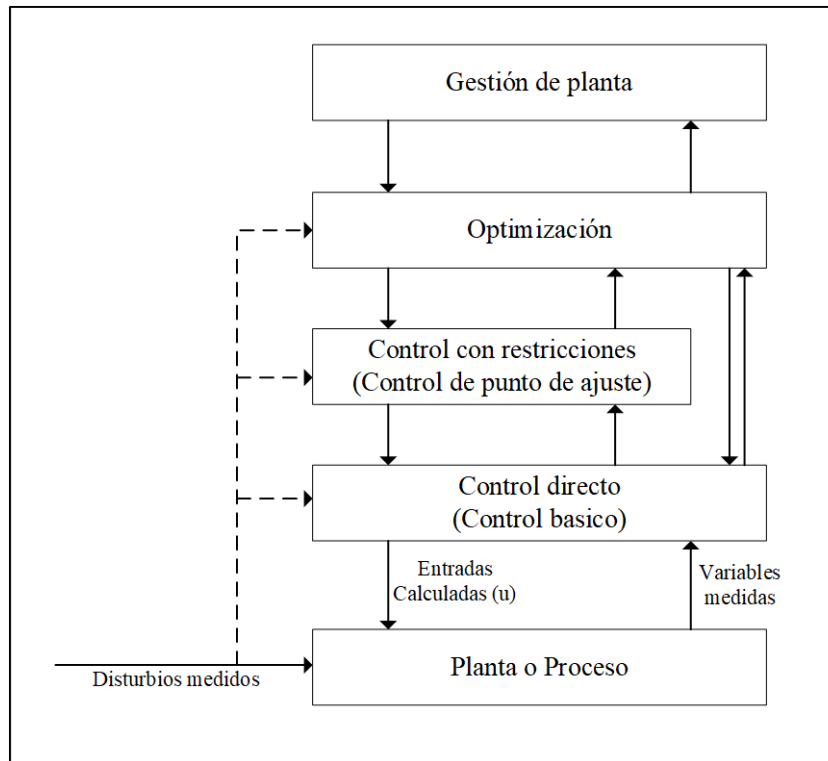 Gestión de planta
Optimización
Control con restricciones
(Control de punto de ajuste)
Control directo
(Control basico)
Entradas
Calculadas (u)
Variables
medidas
Disturbios medidos
Planta o Proceso